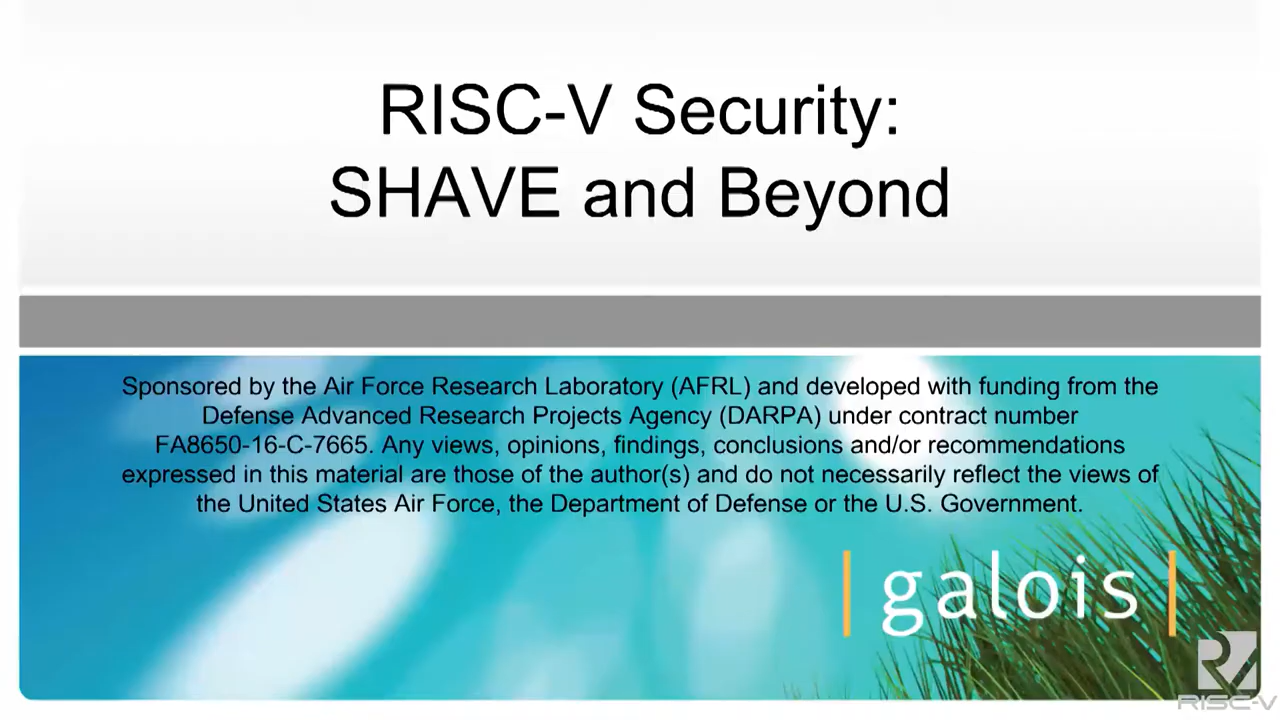 RISC-V Security:
SHAVE and Beyond
Sponsored by the Air Force Research Laboratory (AFRL) and developed with funding from the
Defense Advanced Research Projects Agency (DARPA) under contract number
FA8650-16-C-7665. Any views, opinions, findings, conclusions and/or recommendations
expressed in this material are those of the author(s) and do not necessarily reflect the views of
the United States Air Force, the Department of Defense or the U.S. Government.
| galois |
RISC-V